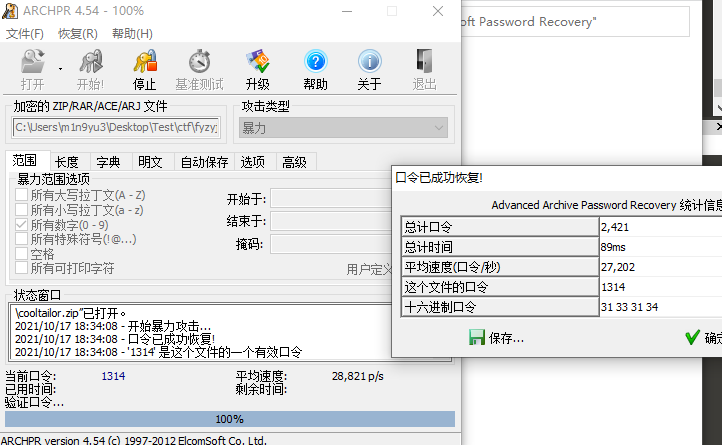 ARCHPR 4.54 - 100%
oft Password Recovery"
文件(F) 恢复(R) 帮助(H)
打开 开始! 停止 基准测试 升级 帮助 关于 退出
加密的 ZIP/RAR/ACE/ARJ 文件 攻击类型
C:\Users\m1n9yu3\Desktop\Test\ctf\fyzy 暴力
范围 长度 字典 明文 自动保存 选项 高级
暴力范围选项
所有大写拉丁文(A - Z)
所有小写拉丁文(a - z)
所有数字(0 - 9)
所有特殊符号(!@...)
空格
所有可打印字符
开始于:
结束于:
掩码:
用户定义
状态窗口
\cooltailor.zip"已打开。
2021/10/17 18:34:08 - 开始暴力攻击...
2021/10/17 18:34:08 - 口令已成功恢复!
2021/10/17 18:34:08 - '1314' 是这个文件的一个有效口令
当前口令: 1314 平均速度: 28,821 p/s
已用时间: 剩余时间:
验证口令...
100%
ARCHPR version 4.54 (c) 1997-2012 ElcomSoft Co. Ltd.
口令已成功恢复!
Advanced Archive Password Recovery 统计信息
总计口令 2,421
总计时间 89ms
平均速度(口令/秒) 27,202
这个文件的口令 1314
十六进制口令 31 33 31 34
保存... 确定